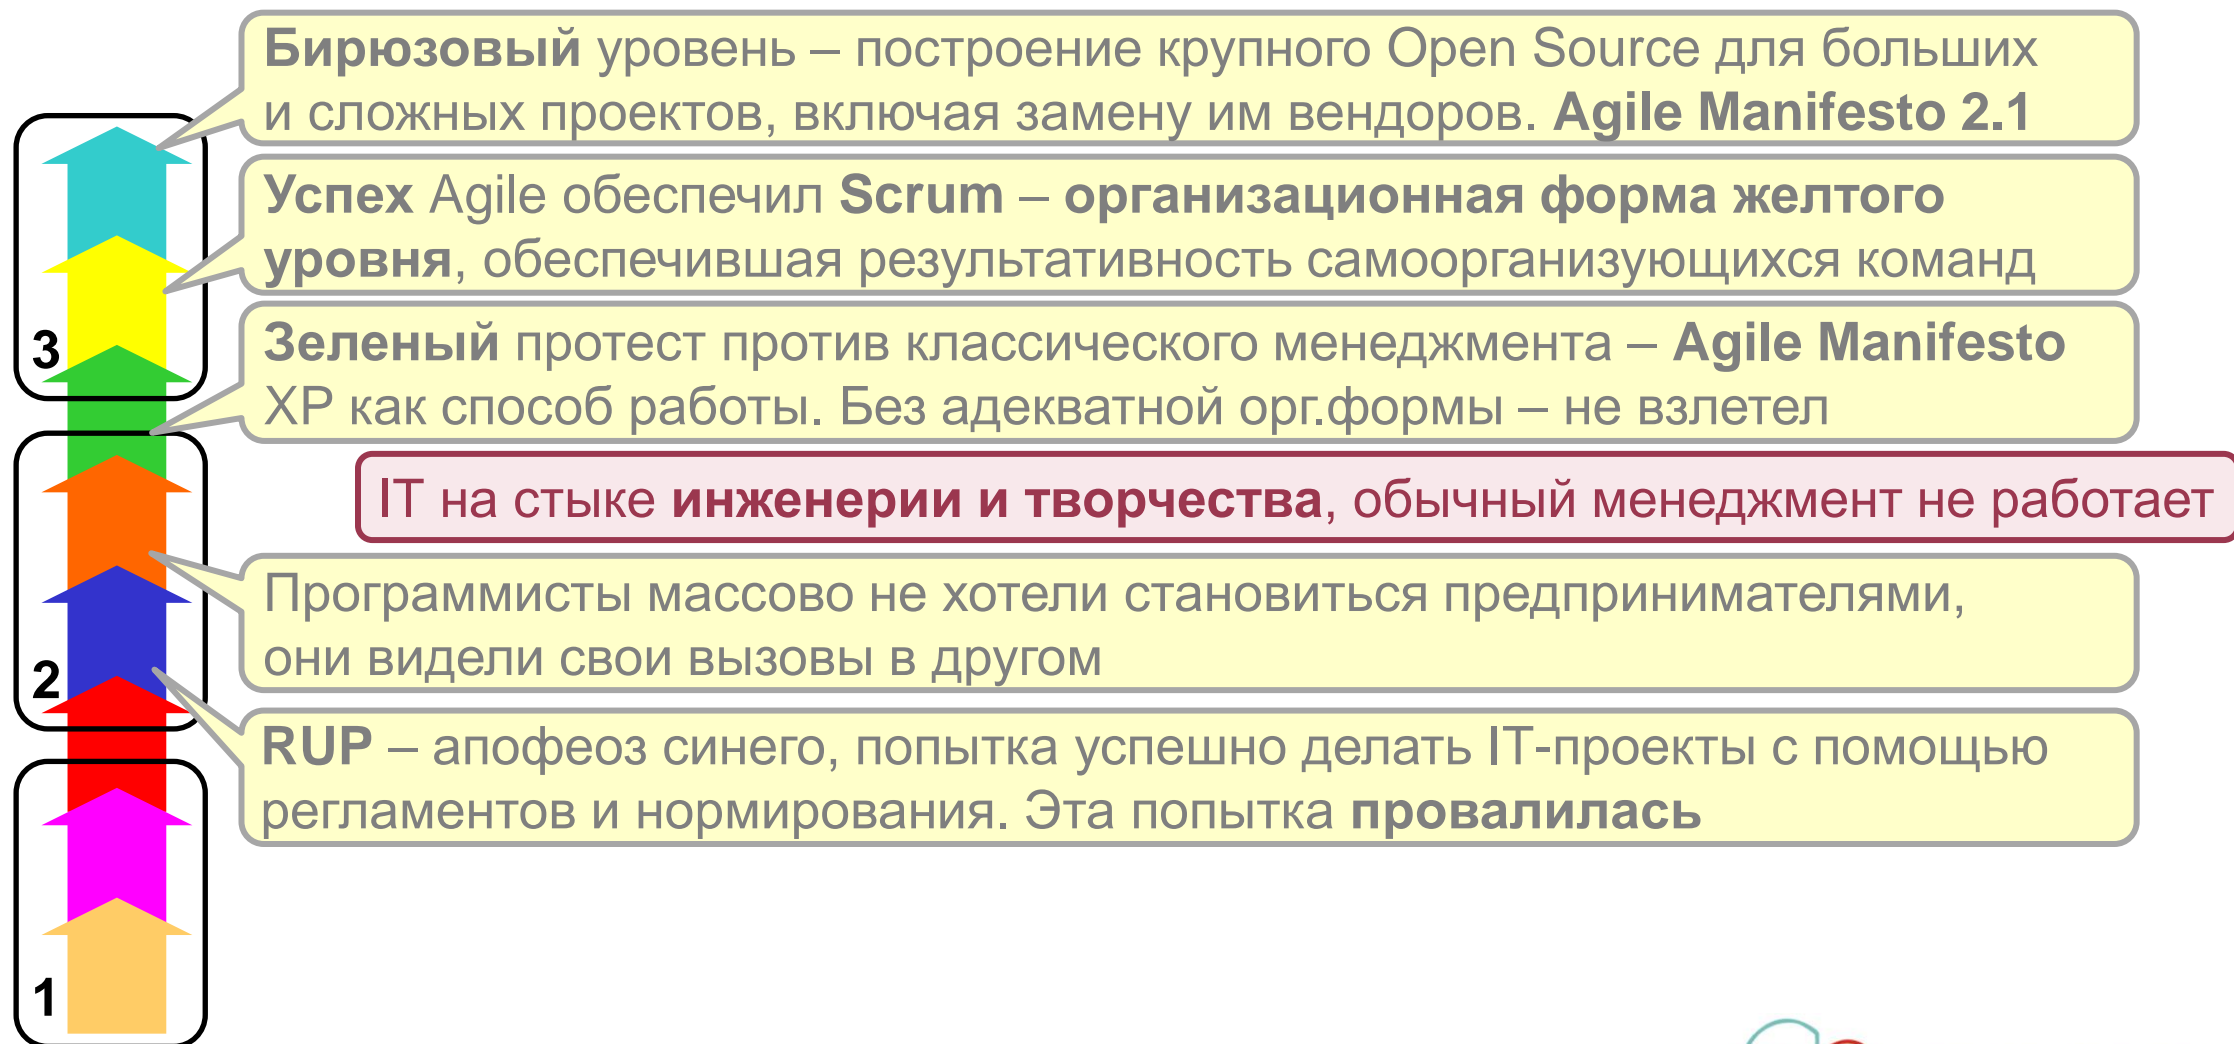 Бирюзовый уровень – построение крупного Open Source для больших
и сложных проектов, включая замену им вендоров. Agile Manifesto 2.1
Успех Agile обеспечил Scrum – организационная форма желтого
уровня, обеспечившая результативность самоорганизующихся команд
3
Зеленый протест против классического менеджмента – Agile Manifesto
XP как способ работы. Без адекватной орг.формы – не взлетел
IT на стыке инженерии и творчества, обычный менеджмент не работает
Программисты массово не хотели становиться предпринимателями,
они видели свои вызовы в другом
2
RUP – апофеоз синего, попытка успешно делать IT-проекты с помощью
регламентов и нормирования. Эта попытка провалилась
1